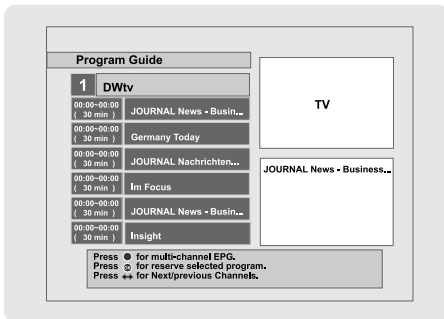 Program Guide
1 DWtv
00:00~00:00
( 30 min )
JOURNAL News - Busin...
00:00~00:00
( 30 min )
Germany Today
00:00~00:00
( 30 min )
JOURNAL Nachrichten...
00:00~00:00
( 30 min )
Im Focus
00:00~00:00
( 30 min )
JOURNAL News - Busin...
00:00~00:00
( 30 min )
Insight
TV
JOURNAL News - Business...
Press ● for multi-channel EPG.
Press for reserve selected program.
Press ↔ for Next/previous Channels.